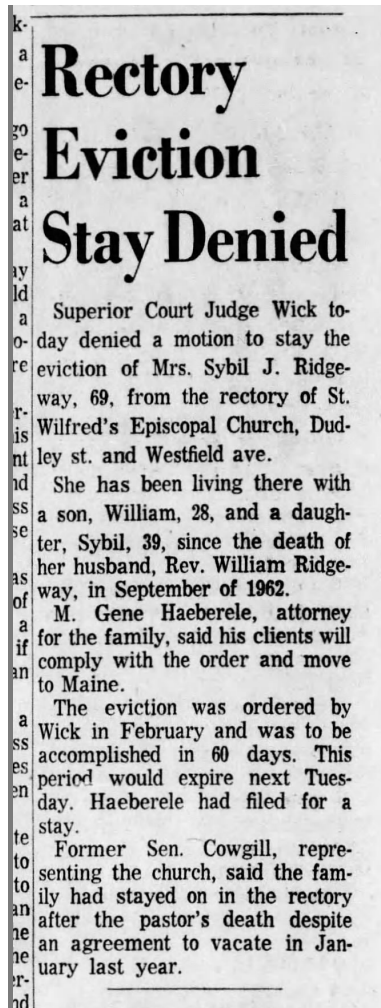 Rectory
Eviction
Stay Denied
Superior Court Judge Wick to-
day denied a motion to stay the
eviction of Mrs. Sybil J. Ridge-
way, 69, from the rectory of St.
Wilfred's Episcopal Church, Dud-
ley st. and Westfield ave.
She has been living there with
a son, William, 28, and a daugh-
ter, Sybil, 39, since the death of
her husband, Rev. William Ridge-
way, in September of 1962.
M. Gene Haeberele, attorney
for the family, said his clients will
comply with the order and move
to Maine.
The eviction was ordered by
Wick in February and was to be
accomplished in 60 days. This
period would expire next Tues-
day. Haeberele had filed for a
stay.
Former Sen. Cowgill, repre-
senting the church, said the fam-
ily had stayed on in the rectory
after the pastor's death despite
an agreement to vacate in Jan-
uary last year.